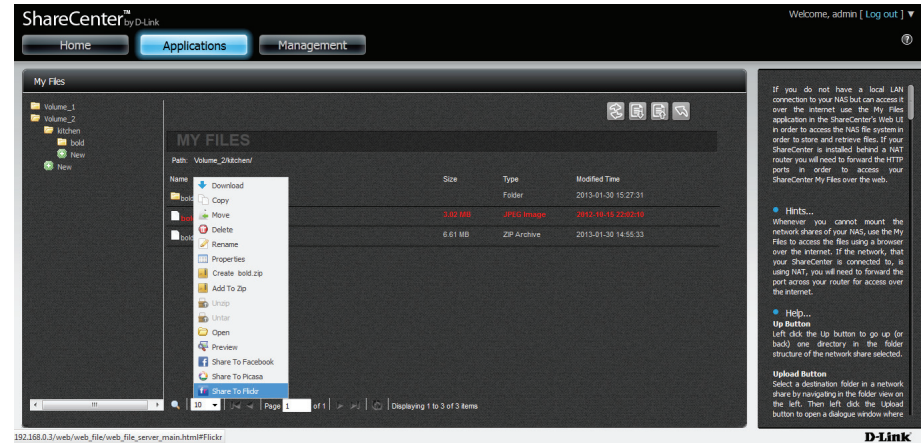 ShareCenter™ by D-Link
Welcome, admin [ Log out ] ▼
Home
Applications
Management
My Files
Volume_1
Volume_2
kitchen
bold
New
New
MY FILES
Path: Volume_2/kitchen/
Name Size Type Modified Time
bold Folder 2013-01-30 15:27:31
3.02 MB JPEG Image 2012-10-15 22:02:10
bold 6.61 MB ZIP Archive 2013-01-30 14:55:33
Download
Copy
Move
Delete
Rename
Properties
Create bold.zip
Add To Zip
Unzip
Untar
Open
Preview
Share To Facebook
Share To Picasa
Share To Flickr
10 Page 1 of 1 Displaying 1 to 3 of 3 items
If you do not have a local LAN
connection to your NAS but can access it
over the internet use the My Files
application in the ShareCenter's Web UI
in order to access the NAS file system in
order to store and retrieve files. If your
ShareCenter is installed behind a NAT
router you will need to forward the HTTP
ports in order to access your
ShareCenter My Files over the web.
Hints...
Whenever you cannot mount the
network shares of your NAS, use the My
Files to access the files using a browser
over the internet. If the network, that
your ShareCenter is connected to, is
using NAT, you will need to forward the
port across your router for access over
the internet.
Help...
Up Button
Left click the Up button to go up (or
back) one directory in the folder
structure of the network share selected.
Upload Button
Select a destination folder in a network
share by navigating in the folder view on
the left. Then left click the Upload
button to open a dialogue window where
192.168.0.3/web/web_file/web_file_server_main.html#Flickr
D-Link